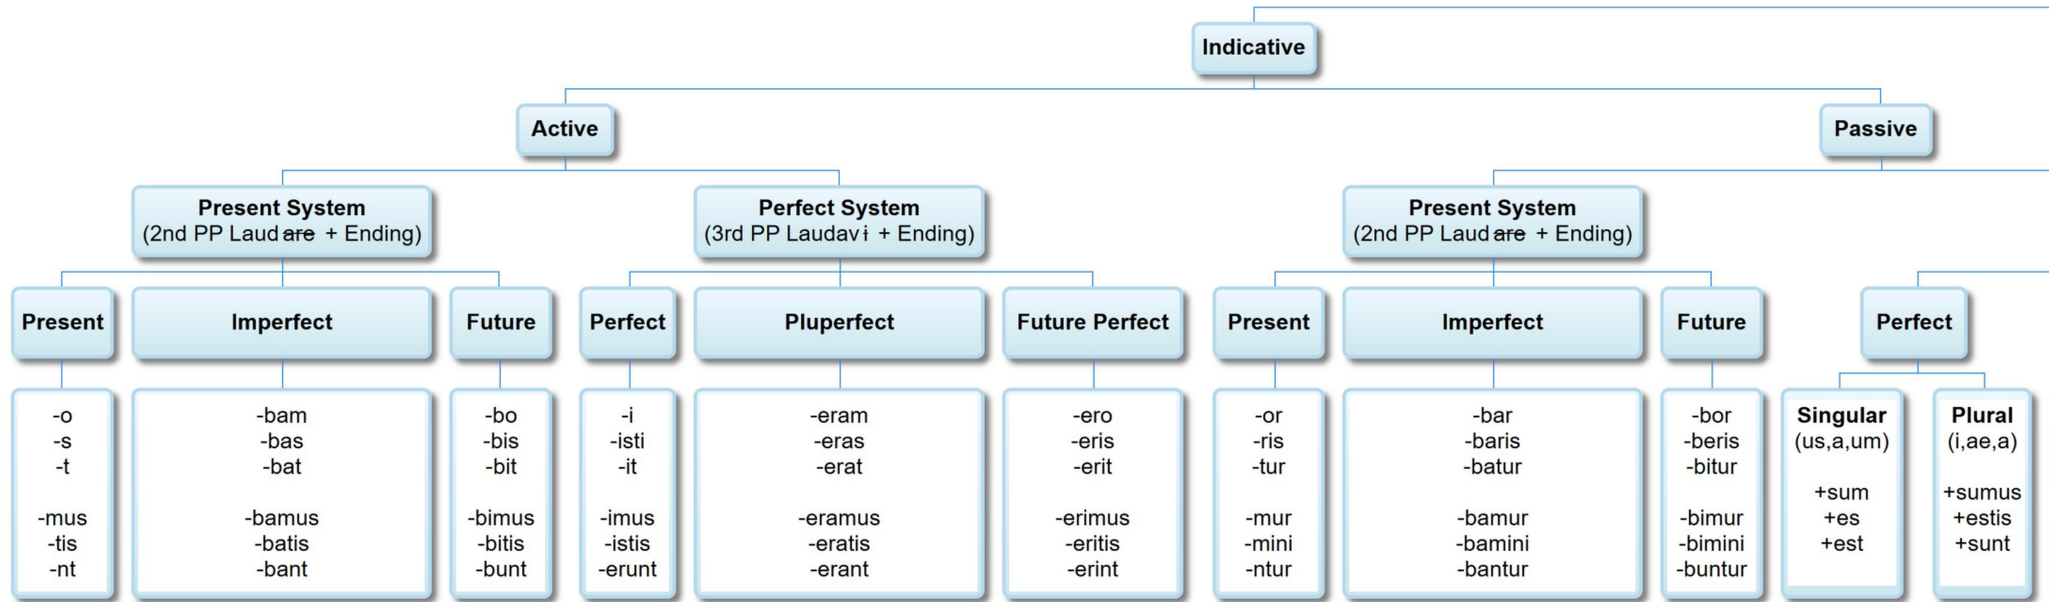 Indicative
Active
Passive
Present System
(2nd PP Laudare + Ending)
Perfect System
(3rd PP Laudavi + Ending)
Present System
(2nd PP Laudare + Ending)
Present
Imperfect
Future
Perfect
Pluperfect
Future Perfect
Present
Imperfect
Future
Perfect
-o
-s
-t
-mus
-tis
-nt
-bam
-bas
-bat
-bamus
-batis
-bant
-bo
-bis
-bit
-bimus
-bitis
-bunt
-i
-isti
-it
-imus
-istis
-erunt
-eram
-eras
-erat
-eramus
-eratis
-erant
-ero
-eris
-erit
-erimus
-eritis
-erint
-or
-ris
-tur
-mur
-mini
-ntur
-bar
-baris
-batur
-bamur
-bamini
-bantur
-bor
-beris
-bitur
-bimur
-bimini
-buntur
Singular
(us,a,um)
+sum
+es
+est
Plural
(i,ae,a)
+sumus
+estis
+sunt